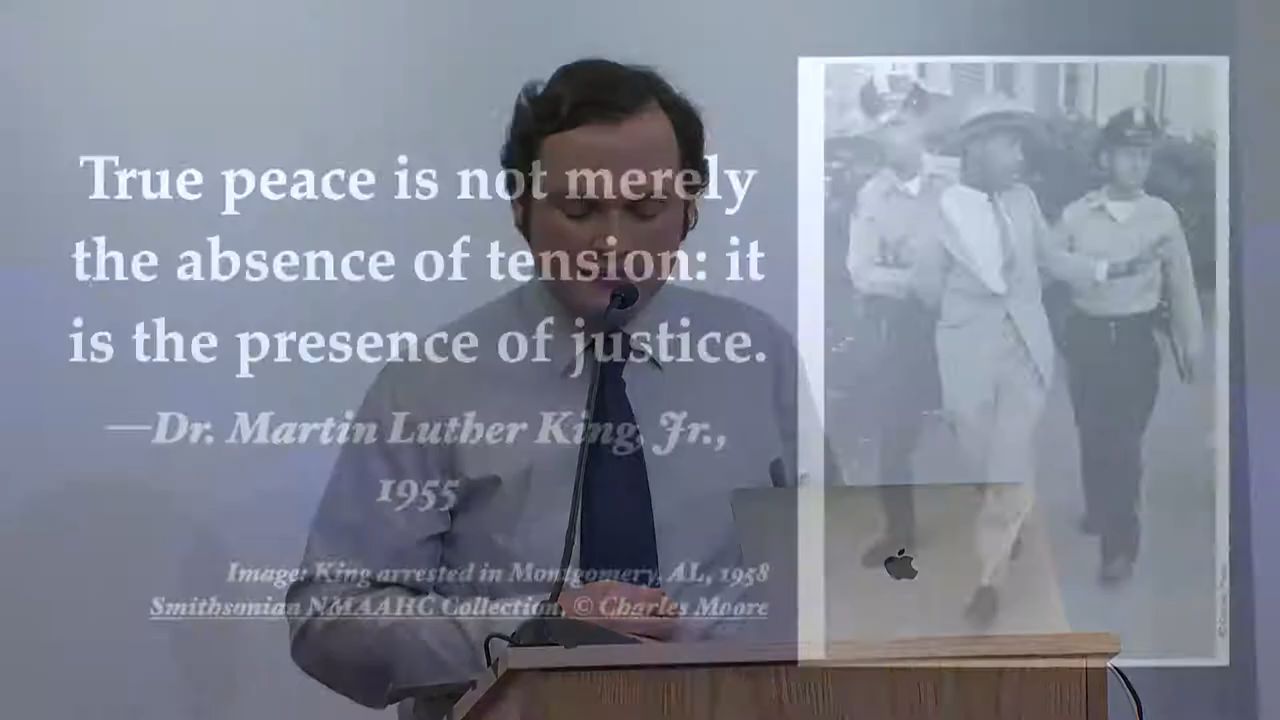 True peace is not merely
the absence of tension: it
is the presence of justice.
—Dr. Martin Luther King, Jr.,
1955
Image: King arrested in Montgomery, AL, 1958
Smithsonian NMAAHC Collection, © Charles Moore